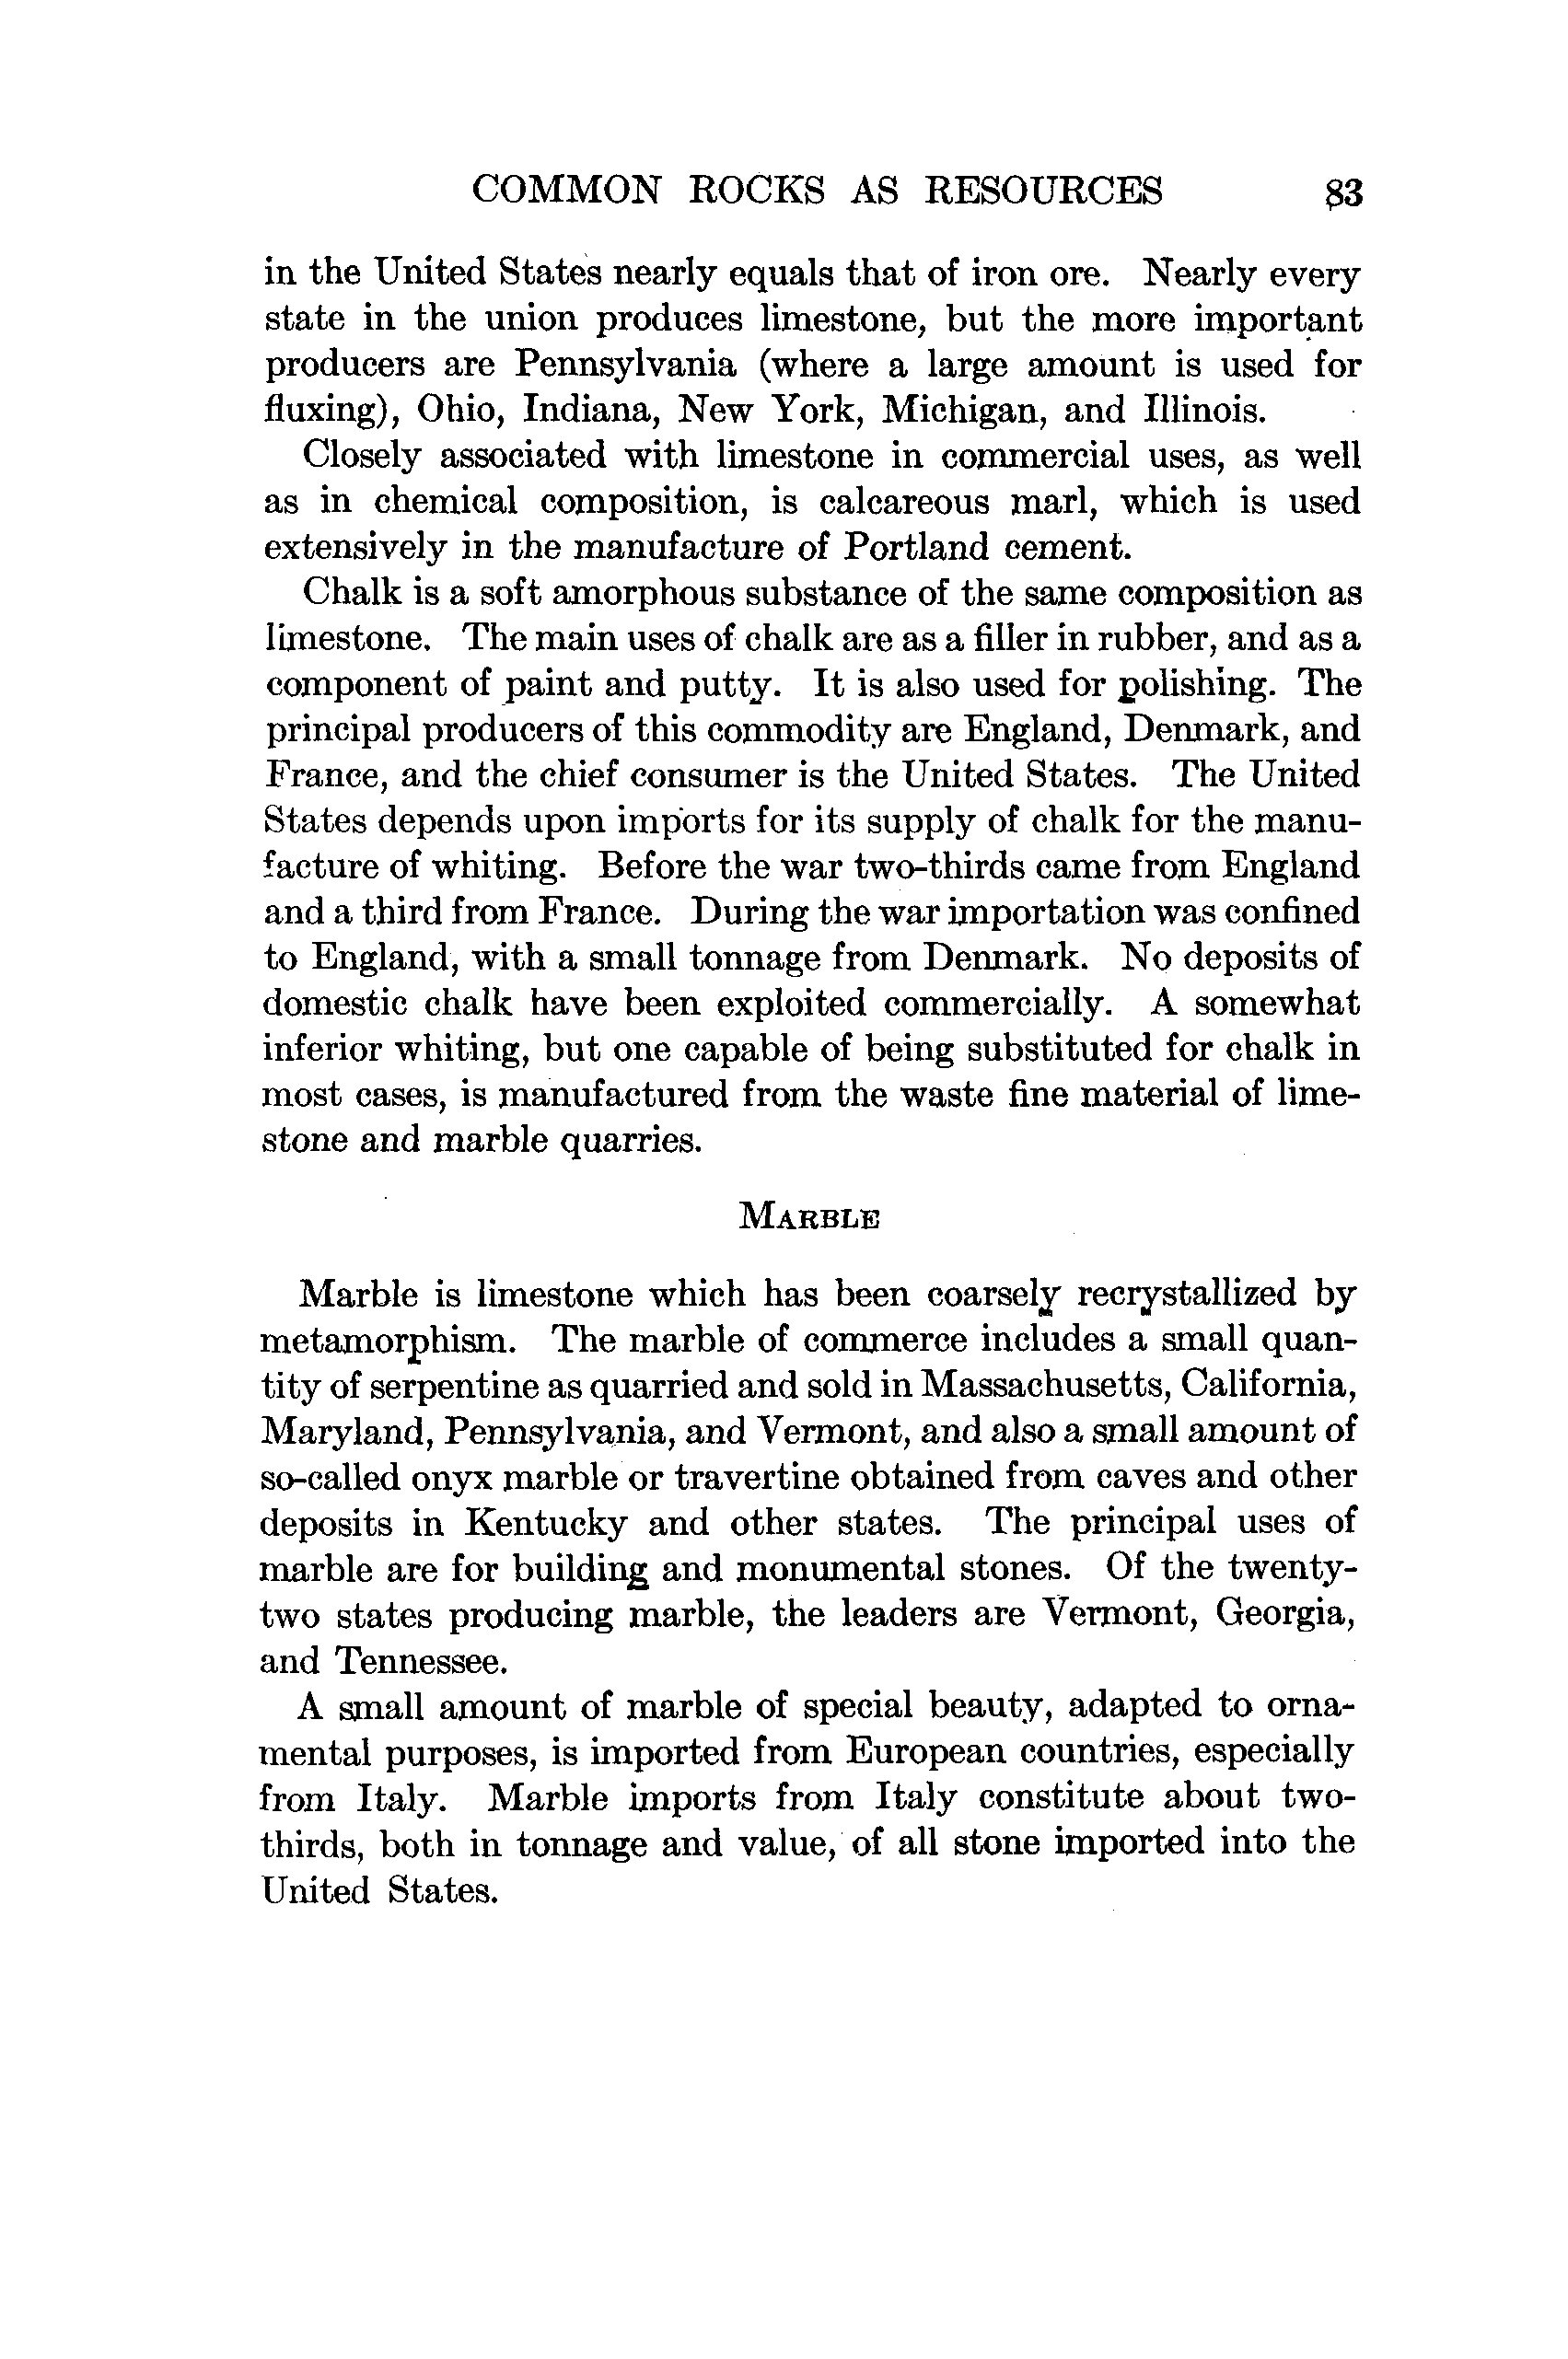 COMMON ROCKS AS RESOURCES 83
in the United States nearly equals that of iron ore. Nearly every
state in the union produces limestone, but the more important
producers are Pennsylvania (where a large amount is used for
fluxing), Ohio, Indiana, New York, Michigan, and Illinois.
Closely associated with limestone in commercial uses, as well
as in chemical composition, is calcareous marl, which is used
extensively in the manufacture of Portland cement.
Chalk is a soft amorphous substance of the same composition as
limestone. The main uses of chalk are as a filler in rubber, and as a
component of paint and putty. It is also used for polishing. The
principal producers of this commodity are England, Denmark, and
France, and the chief consumer is the United States. The United
States depends upon imports for its supply of chalk for the manu-
facture of whiting. Before the war two-thirds came from England
and a third from France. During the war importation was confined
to England, with a small tonnage from Denmark. No deposits of
domestic chalk have been exploited commercially. A somewhat
inferior whiting, but one capable of being substituted for chalk in
most cases, is manufactured from the waste fine material of lime-
stone and marble quarries.
MARBLE
Marble is limestone which has been coarsely recrystallized by
metamorphism. The marble of commerce includes a small quan-
tity of serpentine as quarried and sold in Massachusetts, California,
Maryland, Pennsylvania, and Vermont, and also a small amount of
so-called onyx marble or travertine obtained from caves and other
deposits in Kentucky and other states. The principal uses of
marble are for building and monumental stones. Of the twenty-
two states producing marble, the leaders are Vermont, Georgia,
and Tennessee.
A small amount of marble of special beauty, adapted to orna-
mental purposes, is imported from European countries, especially
from Italy. Marble imports from Italy constitute about two-
thirds, both in tonnage and value, of all stone imported into the
United States.